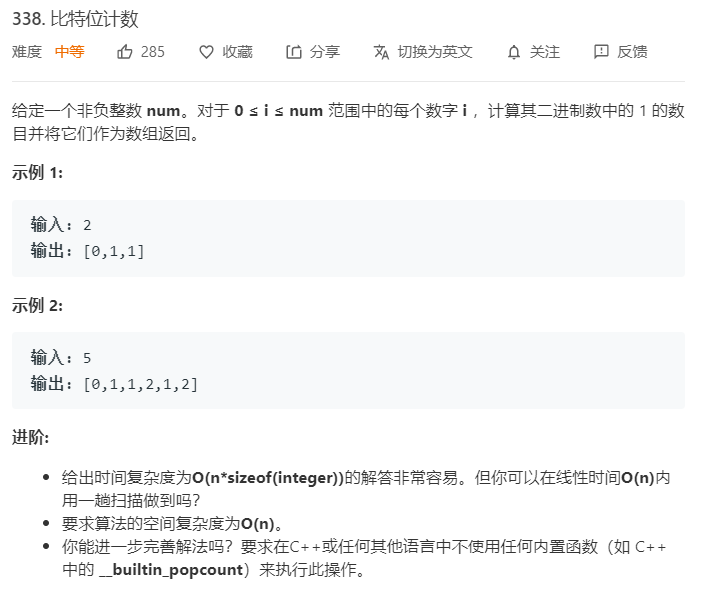 338. 比特位计数
难度 中等 285 收藏 分享 切换为英文 关注 反馈
给定一个非负整数 num。对于 0 ≤ i ≤ num 范围中的每个数字 i ，计算其二进制数中的 1 的数
目并将它们作为数组返回。
示例 1:
输入: 2
输出: [0,1,1]
示例 2:
输入: 5
输出: [0,1,1,2,1,2]
进阶:
给出时间复杂度为O(n*sizeof(integer))的解答非常容易。但你可以在线性时间O(n)内
用一趟扫描做到吗？
要求算法的空间复杂度为O(n)。
你能进一步完善解法吗？要求在C++或任何其他语言中不使用任何内置函数（如 C++
中的 __builtin_popcount）来执行此操作。